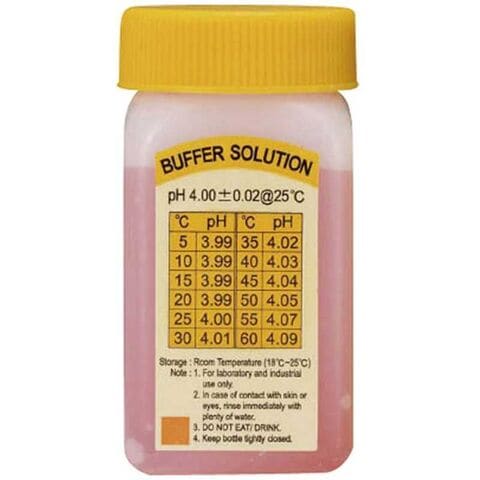 BUFFER SOLUTION
pH 4.00±0.02@25℃
℃ pH ℃ pH
5 3.99 35 4.02
10 3.99 40 4.03
15 3.99 45 4.04
20 3.99 50 4.05
25 4.00 55 4.07
30 4.01 60 4.09
Storage : Room Temperature (18℃~25℃)
Note : 1. For laboratory and industrial
use only.
2. In case of contact with skin or
eyes, rinse immediately with
plenty of water.
3. DO NOT EAT/ DRINK.
4. Keep bottle tightly closed.